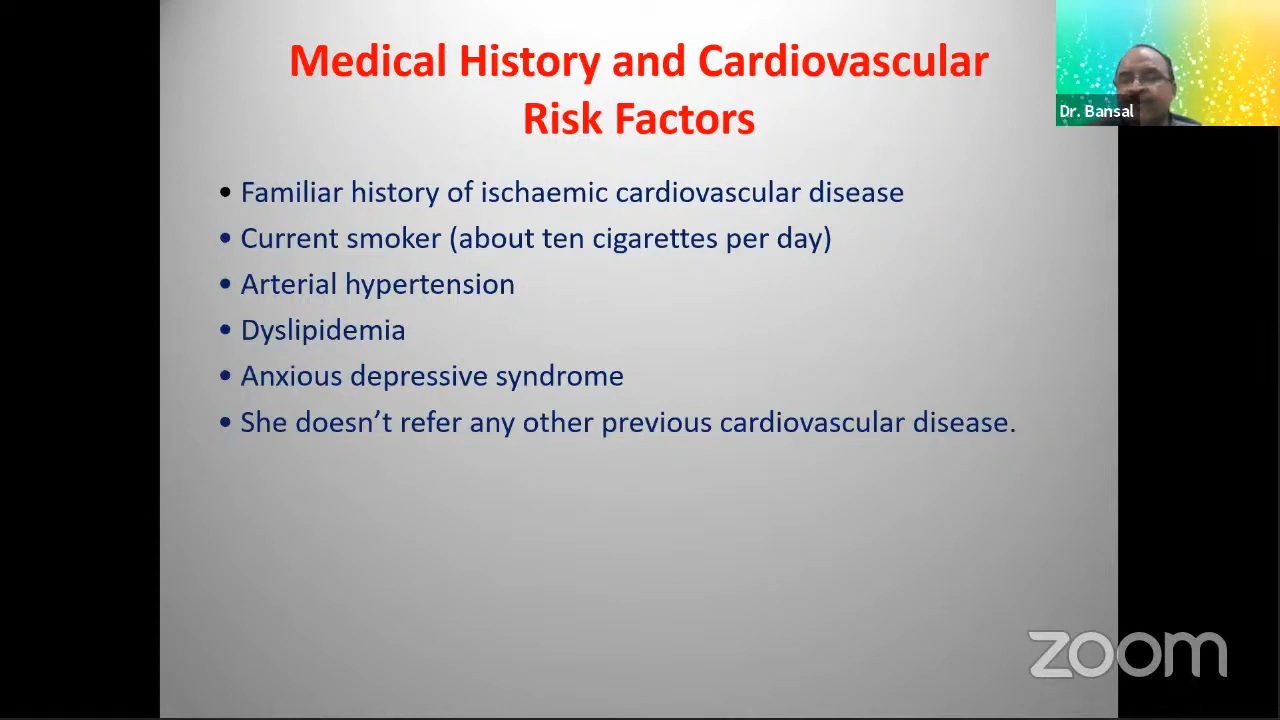 Medical History and Cardiovascular
Risk Factors
Dr. Bansal
• Familiar history of ischaemic cardiovascular disease
• Current smoker (about ten cigarettes per day)
• Arterial hypertension
• Dyslipidemia
• Anxious depressive syndrome
• She doesn’t refer any other previous cardiovascular disease.
zoom